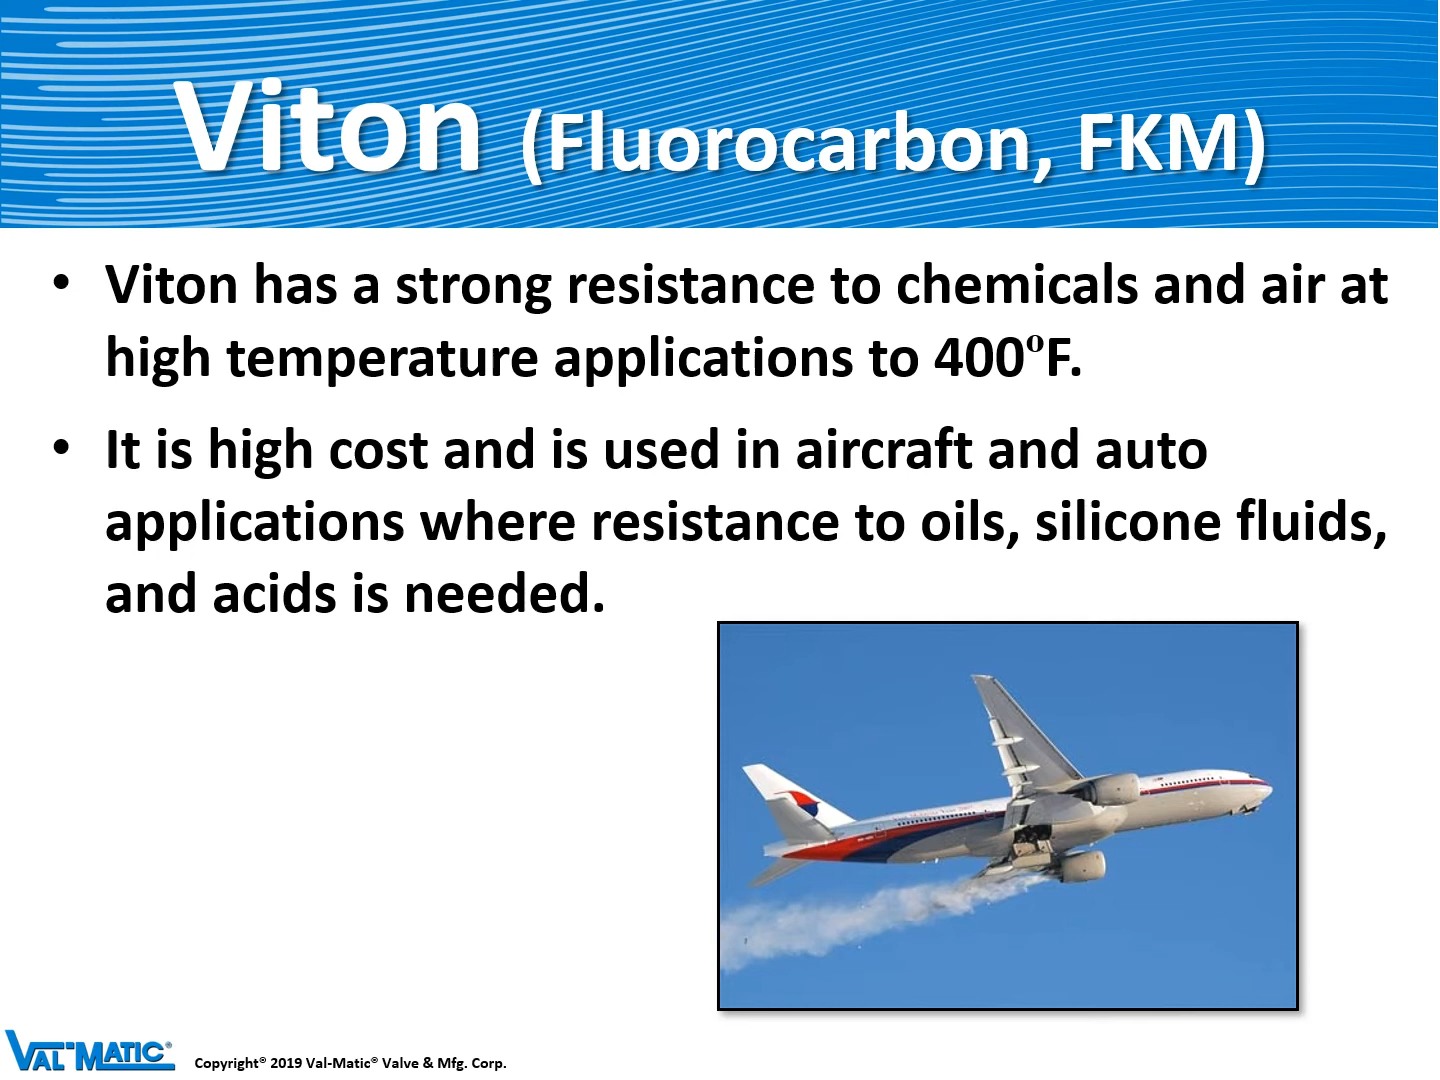 Viton (Fluorocarbon, FKM)
• Viton has a strong resistance to chemicals and air at
high temperature applications to 400ºF.
• It is high cost and is used in aircraft and auto
applications where resistance to oils, silicone fluids,
and acids is needed.
VAL-MATIC®
Copyright® 2019 Val-Matic® Valve & Mfg. Corp.